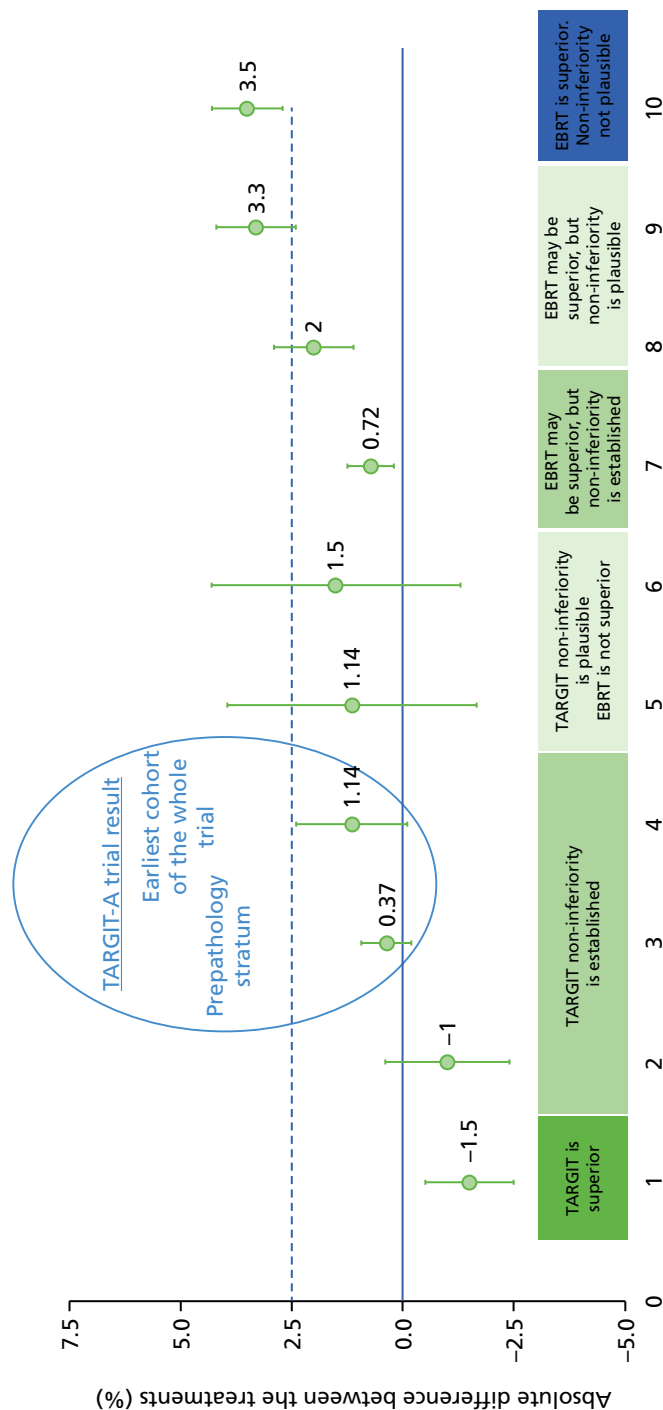 7.5
5.0
2.5
0.0
–2.5
–5.0
Absolute difference between the treatments (%)
TARGIT-A trial result
Earliest cohort
of the whole
trial
Prepathology
stratum
–1.5
–1
0.37
1.14
1.14
1.5
0.72
2
3.3
3.5
TARGIT is
superior
TARGIT non-inferiority
is established
TARGIT non-inferiority
is plausible
EBRT is not superior
EBRT may
be superior, but
non-inferiority
is established
EBRT may be
superior, but
non-inferiority
is plausible
EBRT is superior.
Non-inferiority
not plausible
0
1
2
3
4
5
6
7
8
9
10